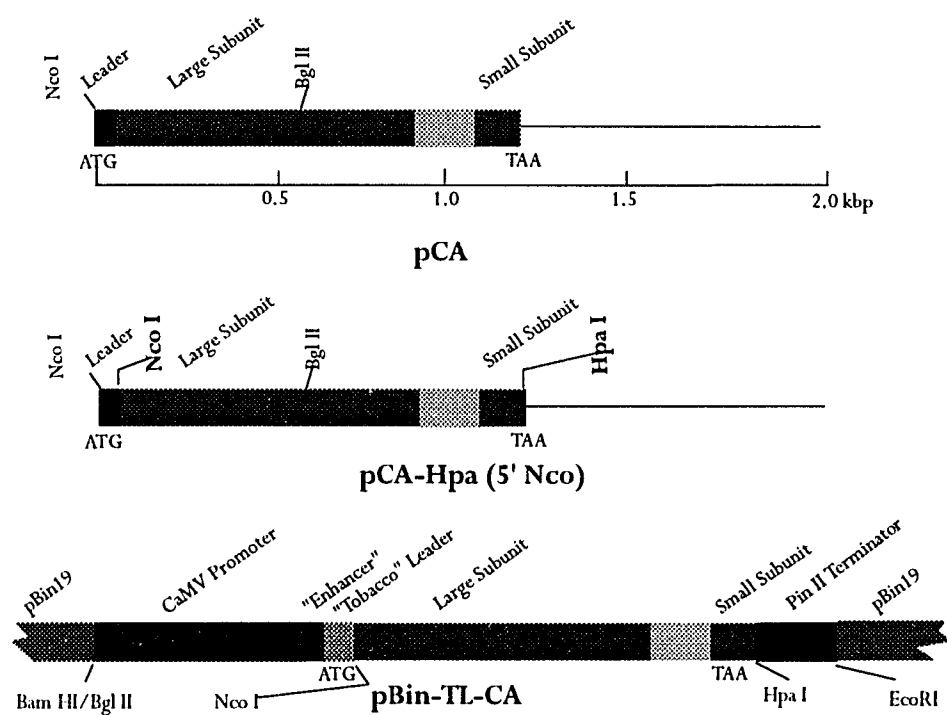 Nco I
Leader
Large Subunit
Bgl II
Small Subunit
ATG
TAA
0.5
1.0
1.5
2.0 kbp
pCA
Nco I
Leader
Nco I
Large Subunit
Bgl II
Small Subunit
Hpa I
ATG
TAA
pCA-Hpa (5' Nco)
pBin19
CaMV Promoter
"Enhancer"
"Tobacco" Leader
Large Subunit
Small Subunit
Pin II Terminator
pBin19
ATG
TAA
Bam HI/Bgl II
Nco I
pBin-TL-CA
Hpa I
EcoRI